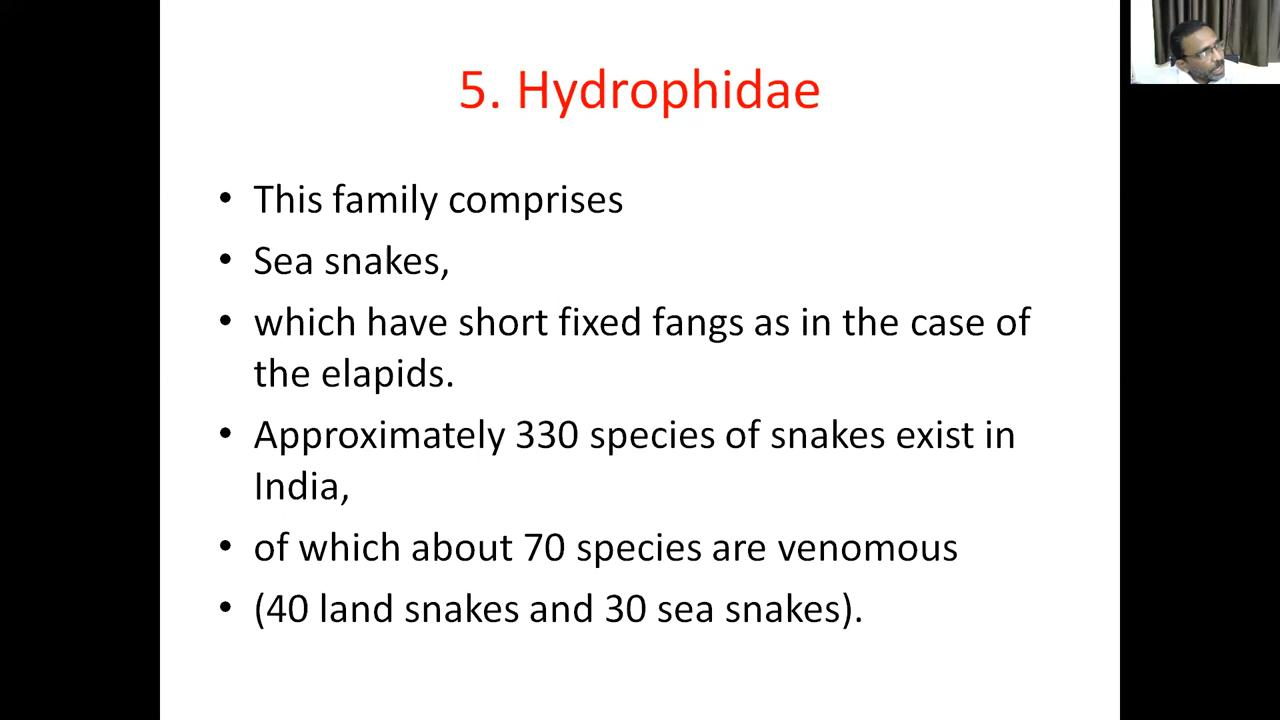 5. Hydrophidae
• This family comprises
• Sea snakes,
• which have short fixed fangs as in the case of
the elapids.
• Approximately 330 species of snakes exist in
India,
• of which about 70 species are venomous
• (40 land snakes and 30 sea snakes).